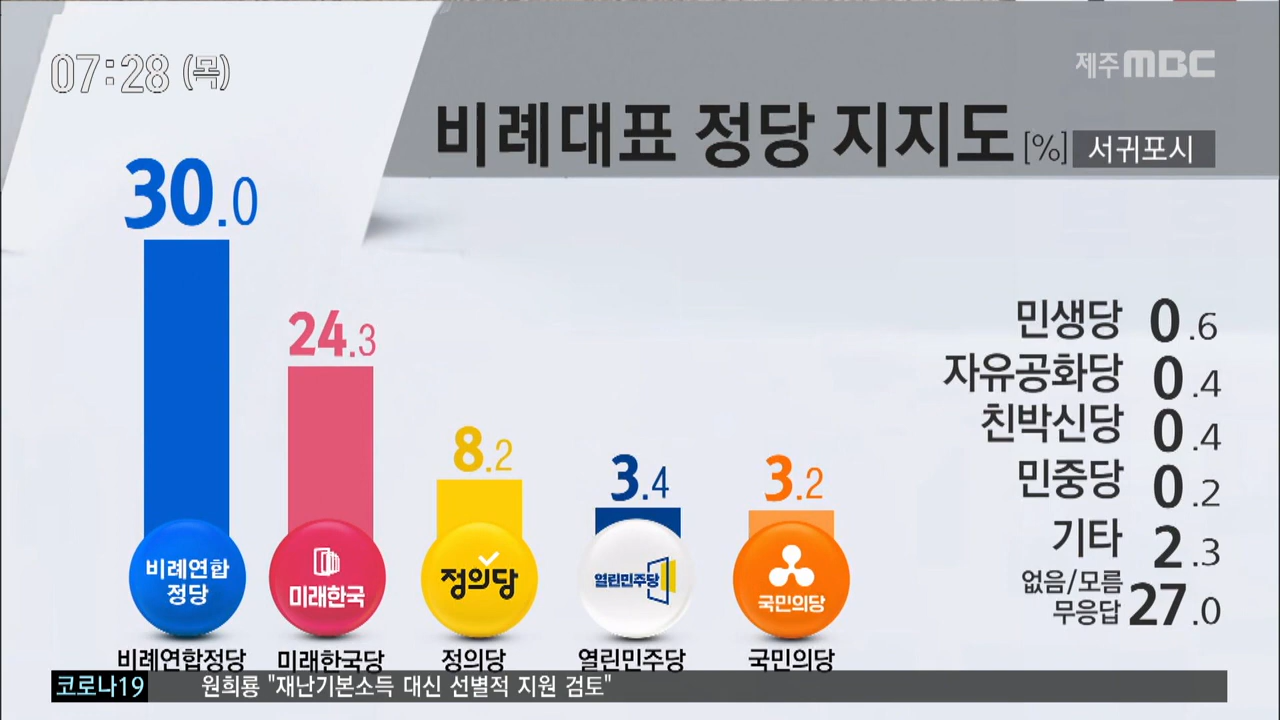 07:28 (목)
제주MBC
비례대표 정당 지지도 [%] 서귀포시
30.0
24.3
8.2
3.4
3.2
비례연합
정당
미래한국
정의당
열린민주당
국민의당
비례연합정당
미래한국당
정의당
열린민주당
국민의당
민생당 0.6
자유공화당 0.4
친박신당 0.4
민중당 0.2
기타 2.3
없음/모름
무응답 27.0
코로나19 원희룡 "재난기본소득 대신 선별적 지원 검토"